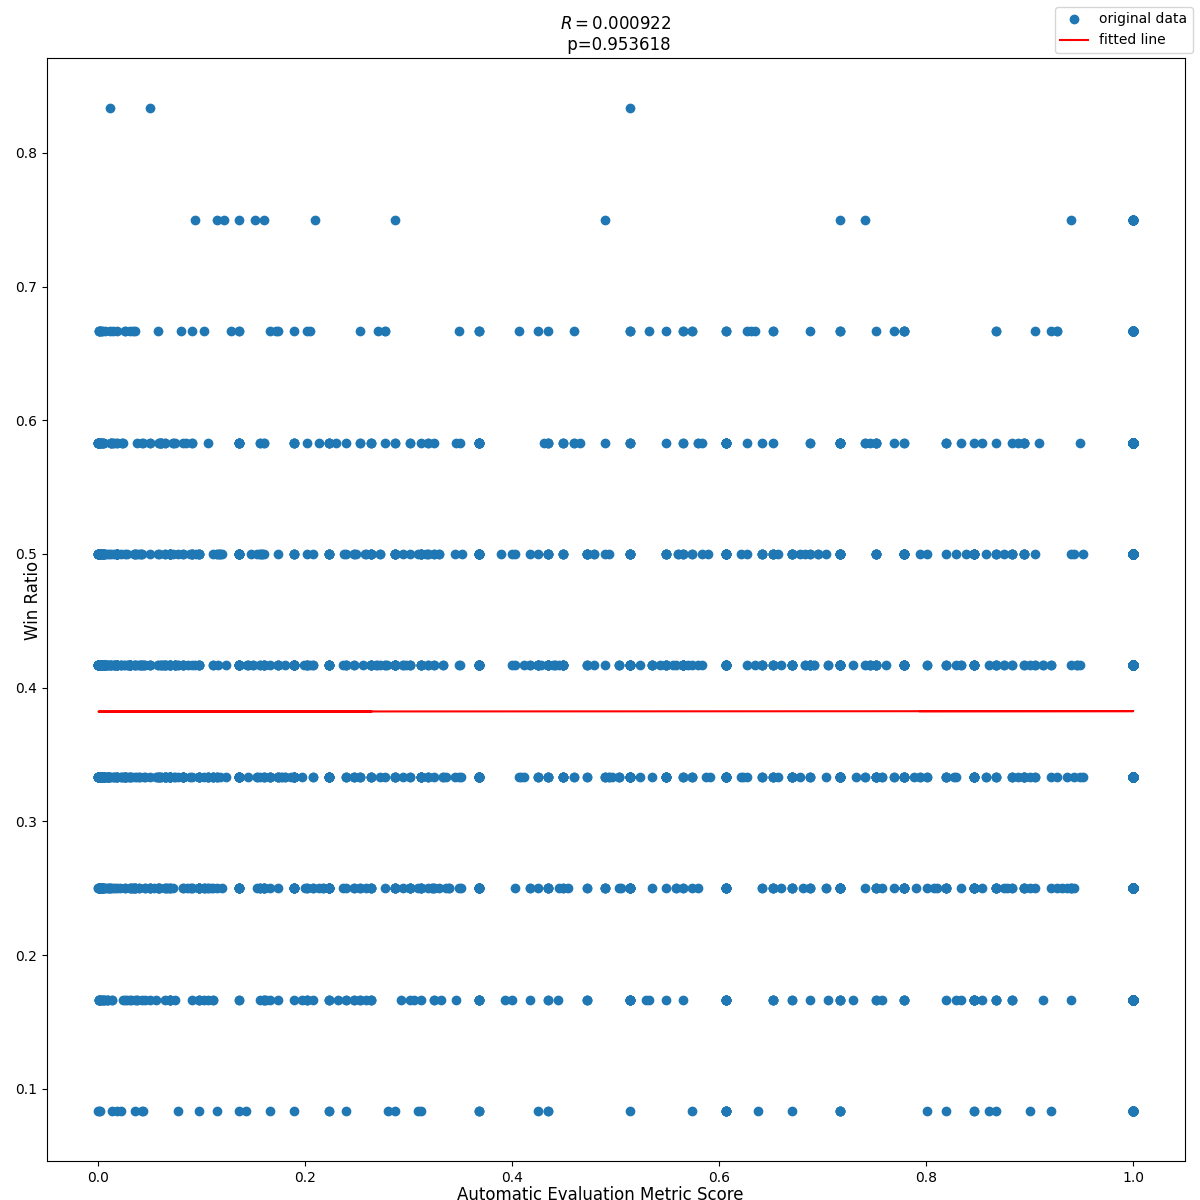 R = 0.000922
p=0.953618
original data
fitted line
0.8
0.7
0.6
0.5
0.4
0.3
0.2
0.1
Win Ratio
0.0 0.2 0.4 0.6 0.8 1.0
Automatic Evaluation Metric Score